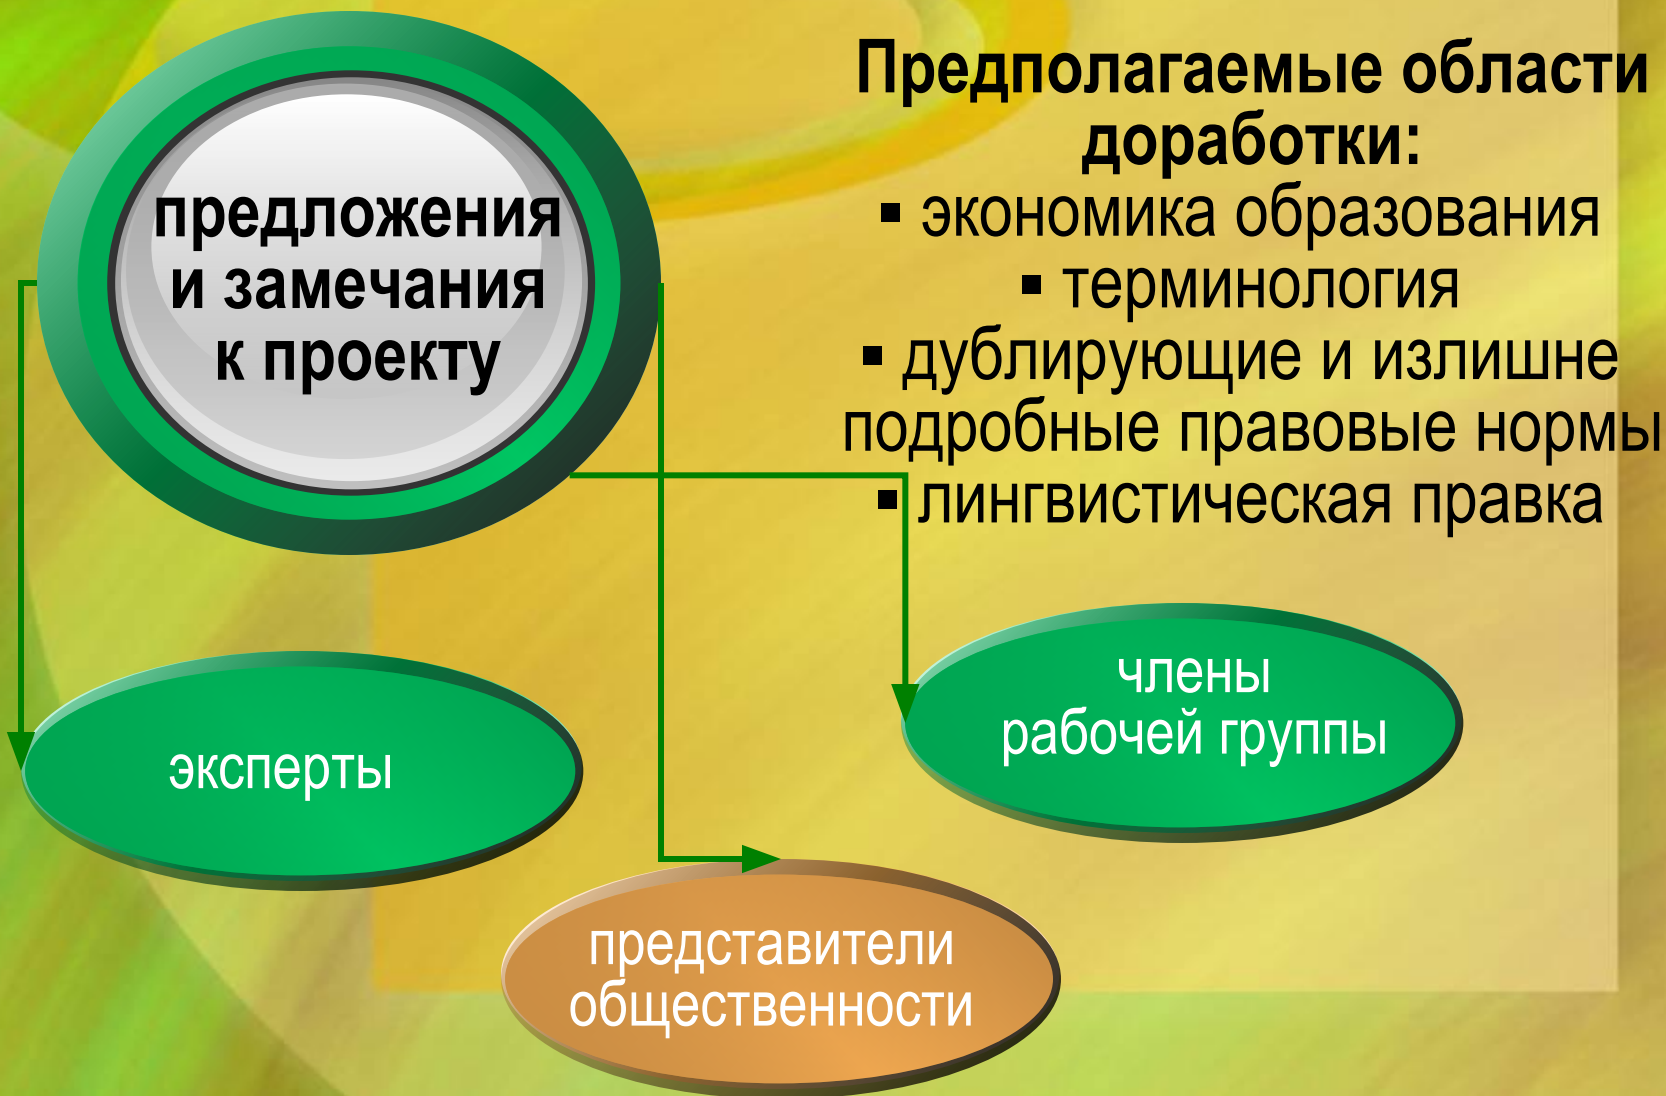 предложения
и замечания
к проекту
Предполагаемые области
доработки:
▪ экономика образования
▪ терминология
▪ дублирующие и излишне
подробные правовые нормы
▪ лингвистическая правка
члены
рабочей группы
эксперты
представители
общественности